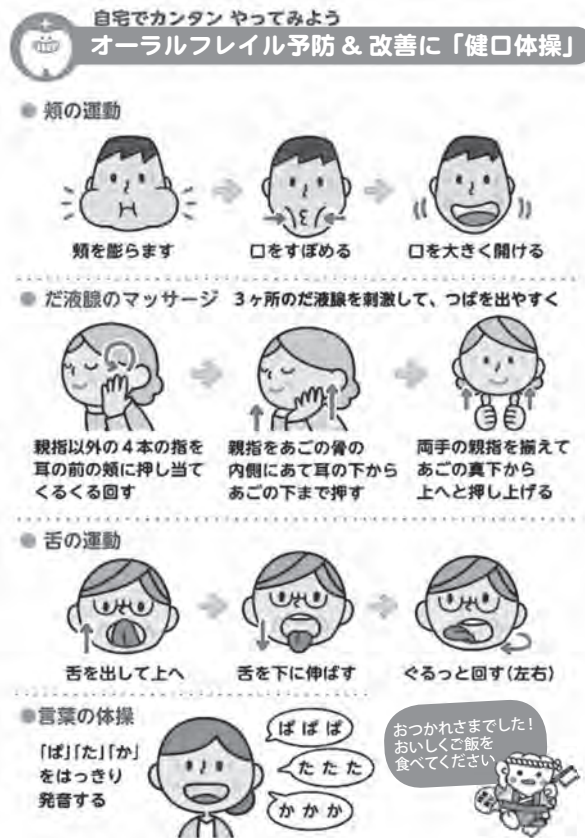 自宅でカンタン やってみよう
オーラルフレイル予防 & 改善に「健口体操」
● 頬の運動
頬を膨らます
口をすぼめる
口を大きく開ける
● だ液腺のマッサージ 3ヶ所のだ液腺を刺激して、つばを出やすく
親指以外の4本の指を
耳の前の頬に押し当て
くるくる回す
親指をあごの骨の
内側にあて耳の下から
あごの下まで押す
両手の親指を揃えて
あごの真下から
上へと押し上げる
● 舌の運動
舌を出して上へ
舌を下に伸ばす
ぐるっと回す(左右)
●言葉の体操
「ぱ」「た」「か」
をはっきり
発音する
ぱ ぱ ぱ
た た た
か か か
おつかれさまでした!
おいしくご飯を
食べてください